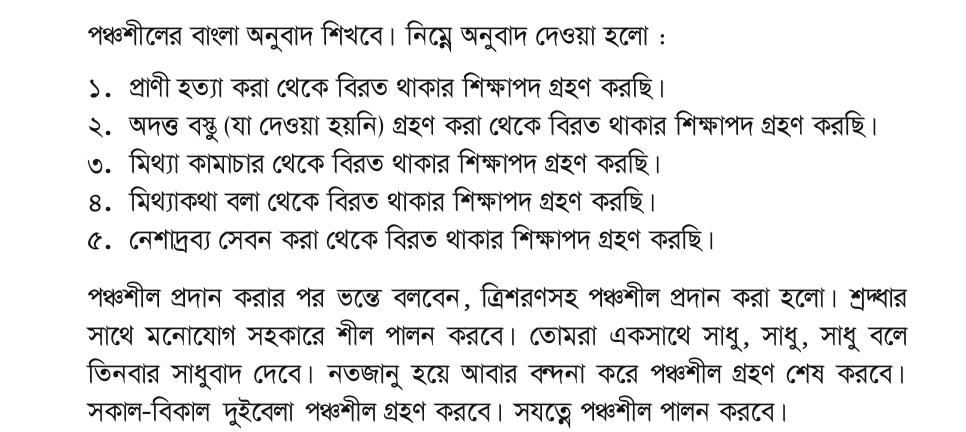 পঞ্চশীলের বাংলা অনুবাদ শিখবে। নিম্নে অনুবাদ দেওয়া হলো :
১. প্রাণী হত্যা করা থেকে বিরত থাকার শিক্ষাপদ গ্রহণ করছি।
২. অদত্ত বস্তু (যা দেওয়া হয়নি) গ্রহণ করা থেকে বিরত থাকার শিক্ষাপদ গ্রহণ করছি।
৩. মিথ্যা কামাচার থেকে বিরত থাকার শিক্ষাপদ গ্রহণ করছি।
৪. মিথ্যাকথা বলা থেকে বিরত থাকার শিক্ষাপদ গ্রহণ করছি।
৫. নেশাদ্রব্য সেবন করা থেকে বিরত থাকার শিক্ষাপদ গ্রহণ করছি।
পঞ্চশীল প্রদান করার পর ভন্তে বলবেন, ত্রিশরণসহ পঞ্চশীল প্রদান করা হলো। শ্রদ্ধার
সাথে মনোযোগ সহকারে শীল পালন করবে। তোমরা একসাথে সাধু, সাধু, সাধু বলে
তিনবার সাধুবাদ দেবে। নতজানু হয়ে আবার বন্দনা করে পঞ্চশীল গ্রহণ শেষ করবে।
সকাল-বিকাল দুইবেলা পঞ্চশীল গ্রহণ করবে। সযত্নে পঞ্চশীল পালন করবে।